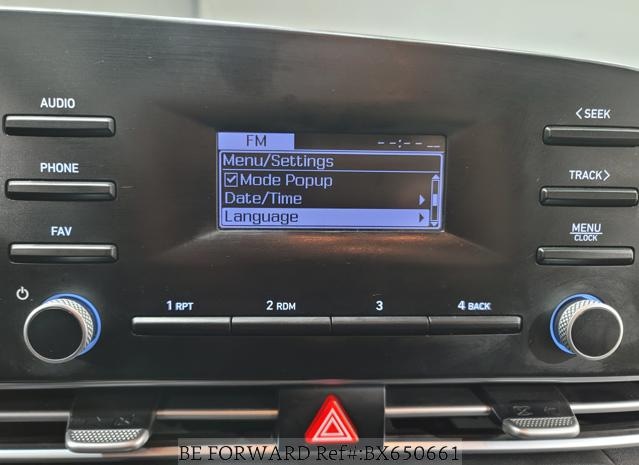 AUDIO
PHONE
FAV
FM --:-- __
Menu/Settings
Mode Popup
Date/Time
Language
<SEEK
TRACK>
MENU
CLOCK
1 RPT 2 RDM 3 4 BACK
BE FORWARD Ref#:BX650661